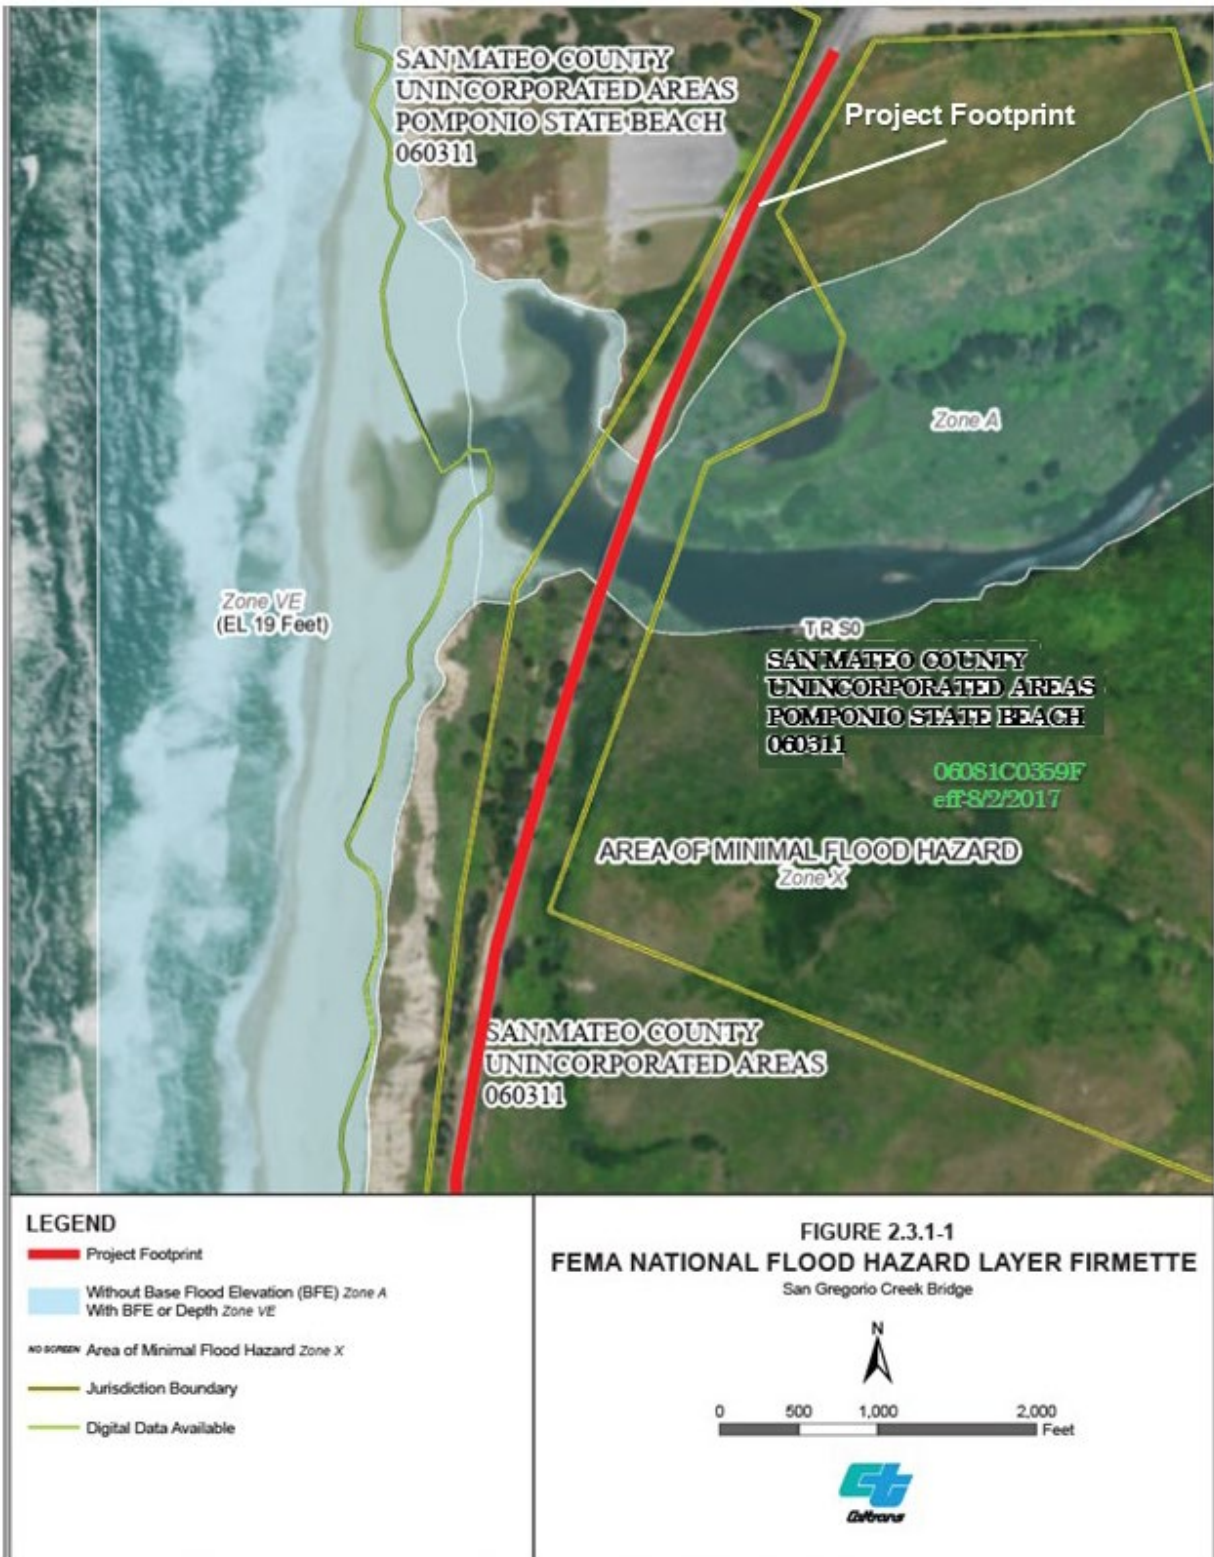 SAN MATEO COUNTY
UNINCORPORATED AREAS
POMPONIO STATE BEACH
060311
Project Footprint
Zone A
Zone VE
(EL 19 Feet)
T R S0
SAN MATEO COUNTY
UNINCORPORATED AREAS
POMPONIO STATE BEACH
060311
06081C0359F
eff 8/2/2017
AREA OF MINIMAL FLOOD HAZARD
Zone X
SAN MATEO COUNTY
UNINCORPORATED AREAS
060311
LEGEND
Project Footprint
Without Base Flood Elevation (BFE) Zone A
With BFE or Depth Zone VE
NO SCREEN Area of Minimal Flood Hazard Zone X
Jurisdiction Boundary
Digital Data Available
FIGURE 2.3.1-1
FEMA NATIONAL FLOOD HAZARD LAYER FIRMETTE
San Gregorio Creek Bridge
N
0 500 1,000 2,000
Feet
Caltrans